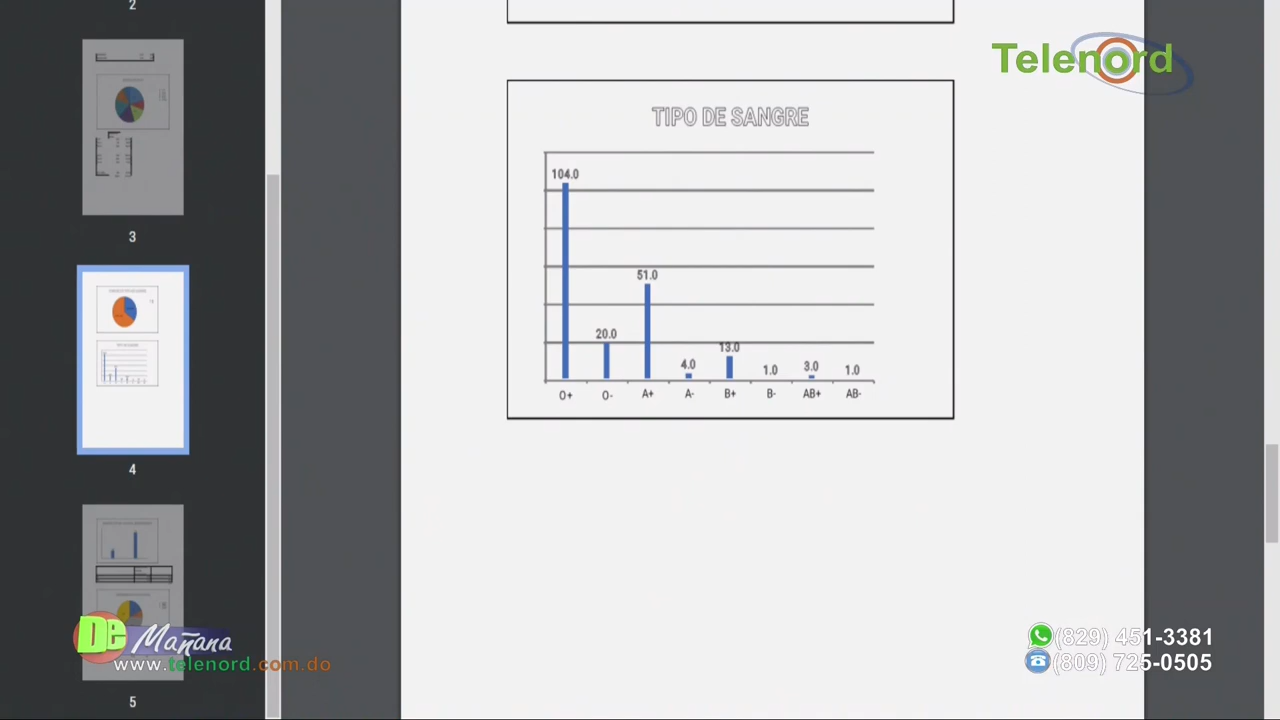 2
3
4
5
Telenord
TIPO DE SANGRE
104.0
20.0
51.0
4.0
13.0
1.0
3.0
1.0
O+ O- A+ A- B+ B- AB+ AB-
De Mañana
www.telenord.com.do
(829) 451-3381
(809) 725-0505